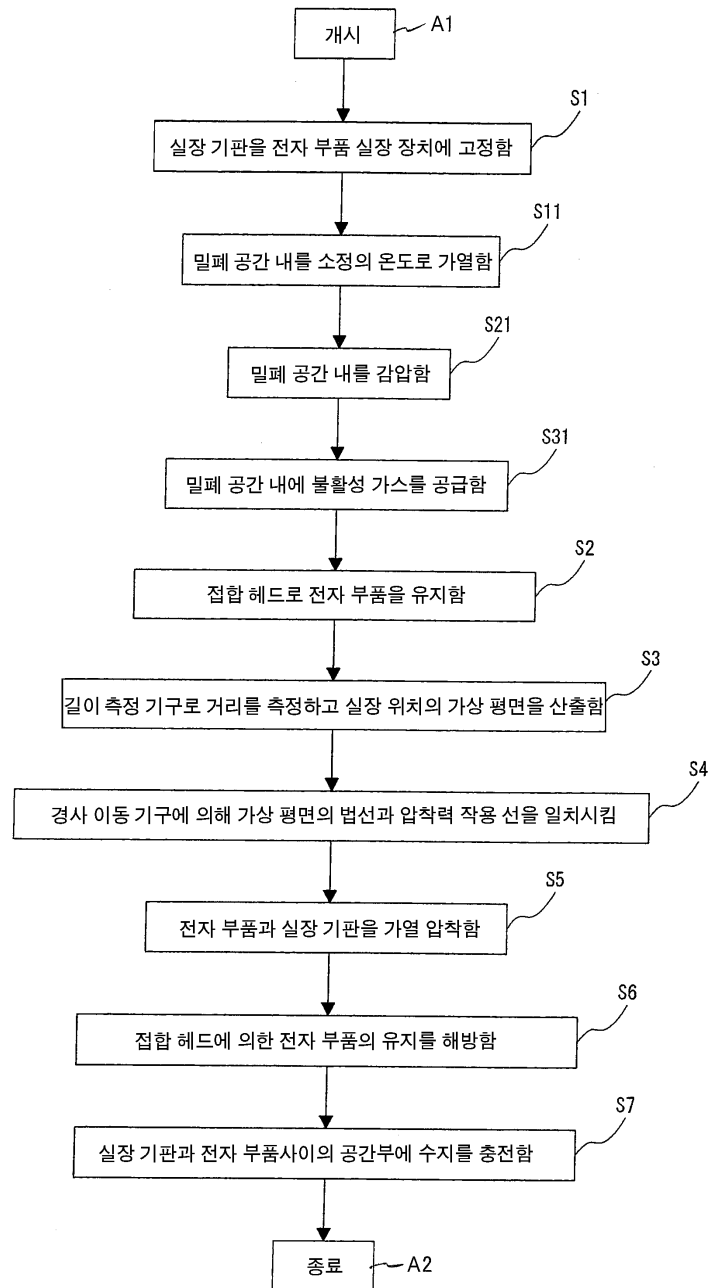 개시
A1
S1
실장 기판을 전자 부품 실장 장치에 고정함
S11
밀폐 공간 내를 소정의 온도로 가열함
S21
밀폐 공간 내를 감압함
S31
밀폐 공간 내에 불활성 가스를 공급함
S2
접합 헤드로 전자 부품을 유지함
S3
길이 측정 기구로 거리를 측정하고 실장 위치의 가상 평면을 산출함
S4
경사 이동 기구에 의해 가상 평면의 법선과 압착력 작용 선을 일치시킴
S5
전자 부품과 실장 기판을 가열 압착함
S6
접합 헤드에 의한 전자 부품의 유지를 해방함
S7
실장 기판과 전자 부품사이의 공간부에 수지를 충전함
종료
A2